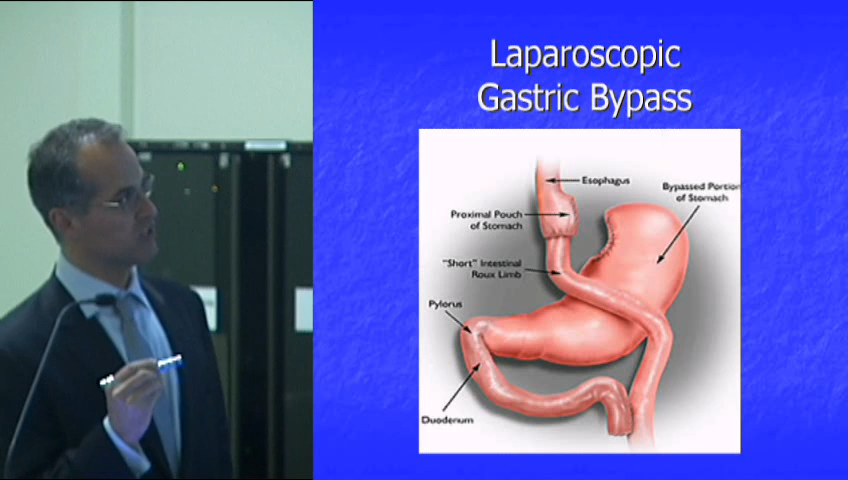 Laparoscopic
Gastric Bypass
Esophagus
Bypassed Portion
of Stomach
Proximal Pouch
of Stomach
"Short" Intestinal
Roux Limb
Pylorus
Duodenum